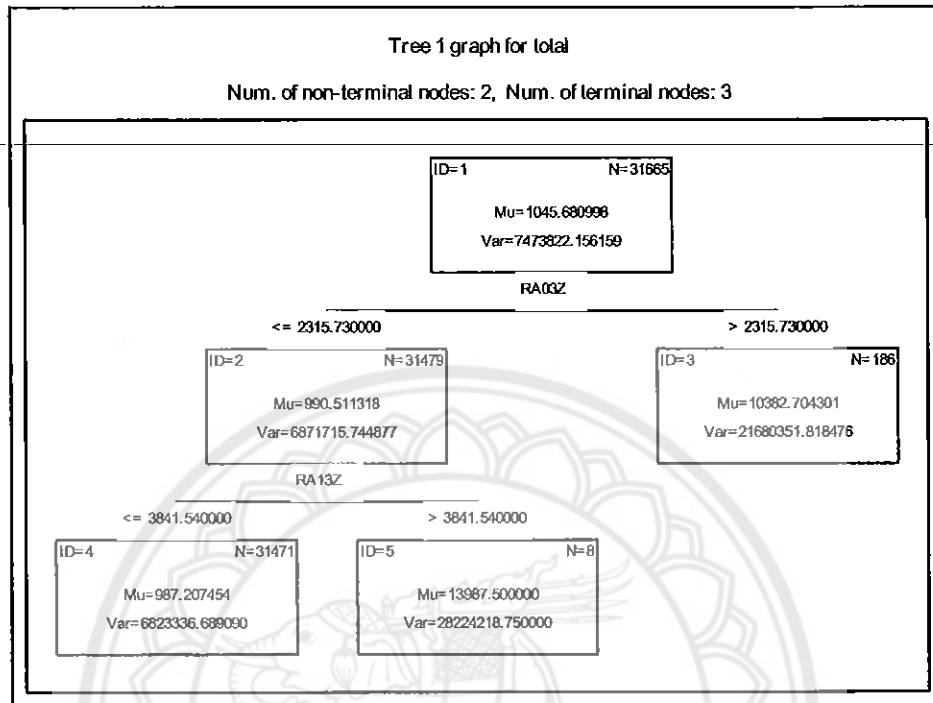 Tree 1 graph for total
Num. of non-terminal nodes: 2, Num. of terminal nodes: 3
ID=1 N=31665
Mu=1045.680998
Var=7473822.156159
RA03Z
<= 2315.730000 > 2315.730000
ID=2 N=31479
Mu=990.511318
Var=6871715.744877
ID=3 N=186
Mu=10382.704301
Var=21680351.818476
RA13Z
<= 3841.540000 > 3841.540000
ID=4 N=31471
Mu=987.207454
Var=6823336.689090
ID=5 N=8
Mu=13987.500000
Var=28224218.750000